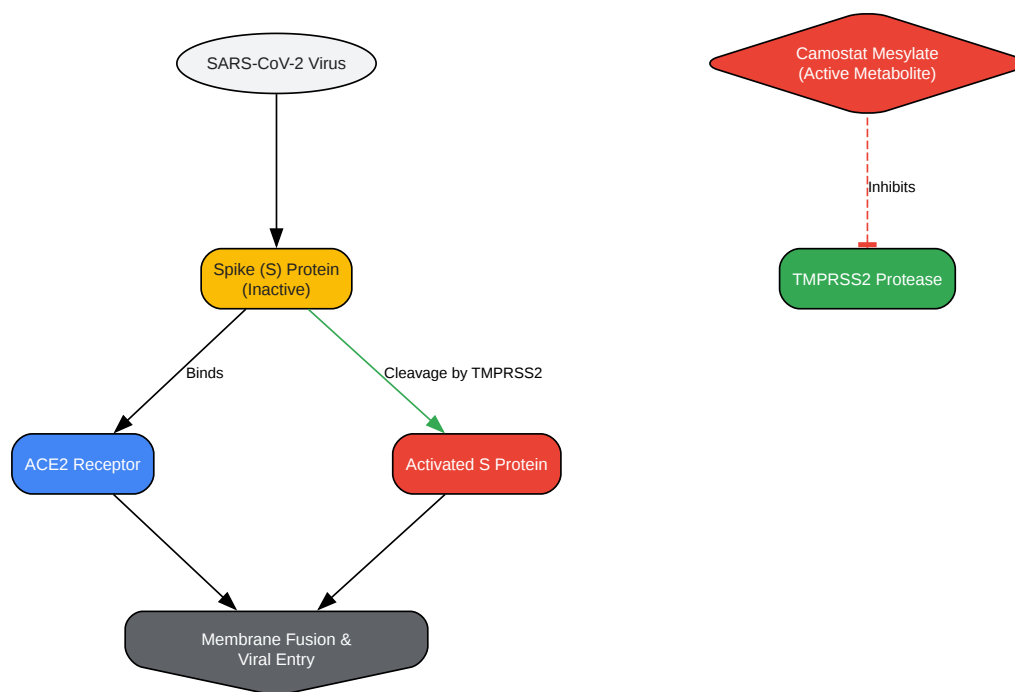 SARS-CoV-2 Virus
Camostat Mesylate
(Active Metabolite)
Inhibits
Spike (S) Protein
(Inactive)
TMPRSS2 Protease
Binds
Cleavage by TMPRSS2
ACE2 Receptor
Activated S Protein
Membrane Fusion &
Viral Entry